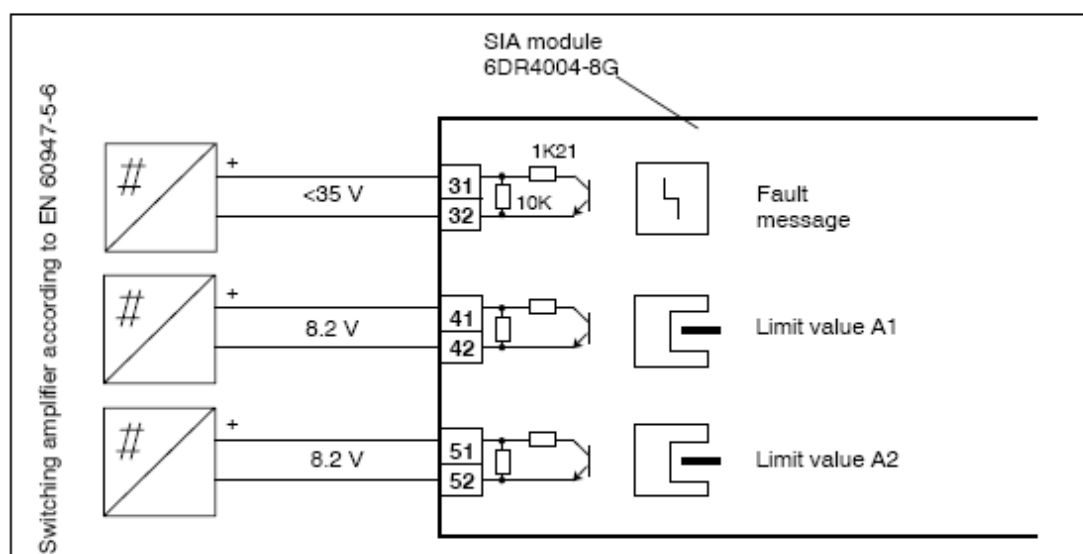 SIA module
6DR4004-8G
Switching amplifier according to EN 60947-5-6
#
+
<35 V
31
32
1K21
10K
Fault
message
#
+
8.2 V
41
42
Limit value A1
#
+
8.2 V
51
52
Limit value A2